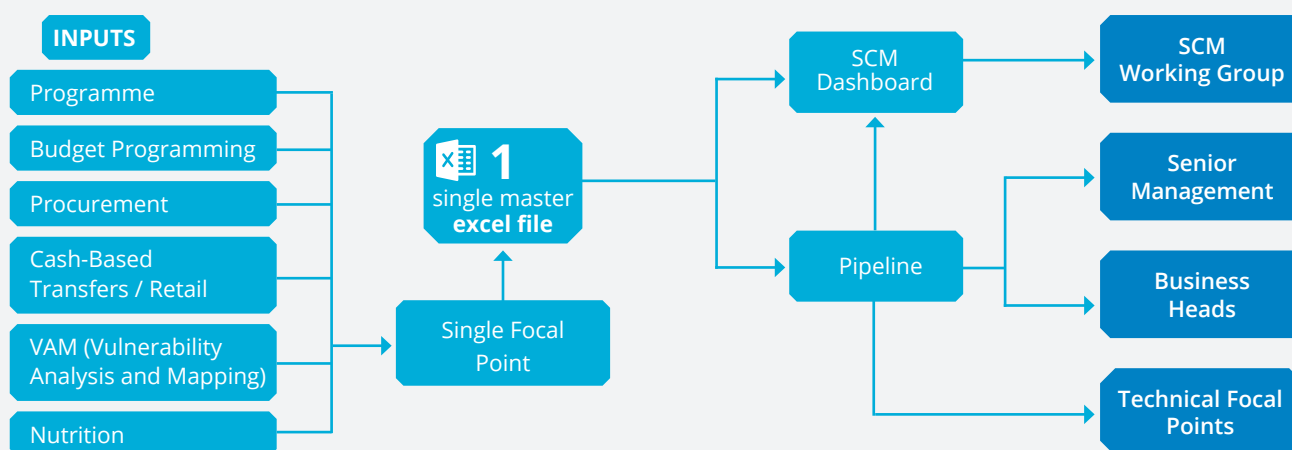 INPUTS
Programme
Budget Programming
Procurement
Cash-Based
Transfers / Retail
VAM (Vulnerability
Analysis and Mapping)
Nutrition
Single Focal
Point
X 1
single master
excel file
SCM
Dashboard
Pipeline
SCM
Working Group
Senior
Management
Business
Heads
Technical Focal
Points